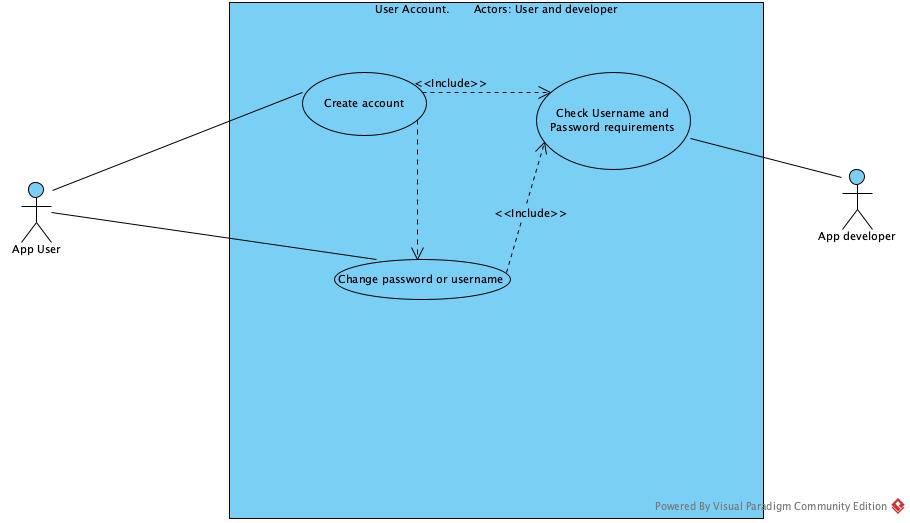 User Account. Actors: User and developer
<<Include>>
Create account
Check Username and
Password requirements
App User
App developer
<<Include>>
Change password or username
Powered By Visual Paradigm Community Edition